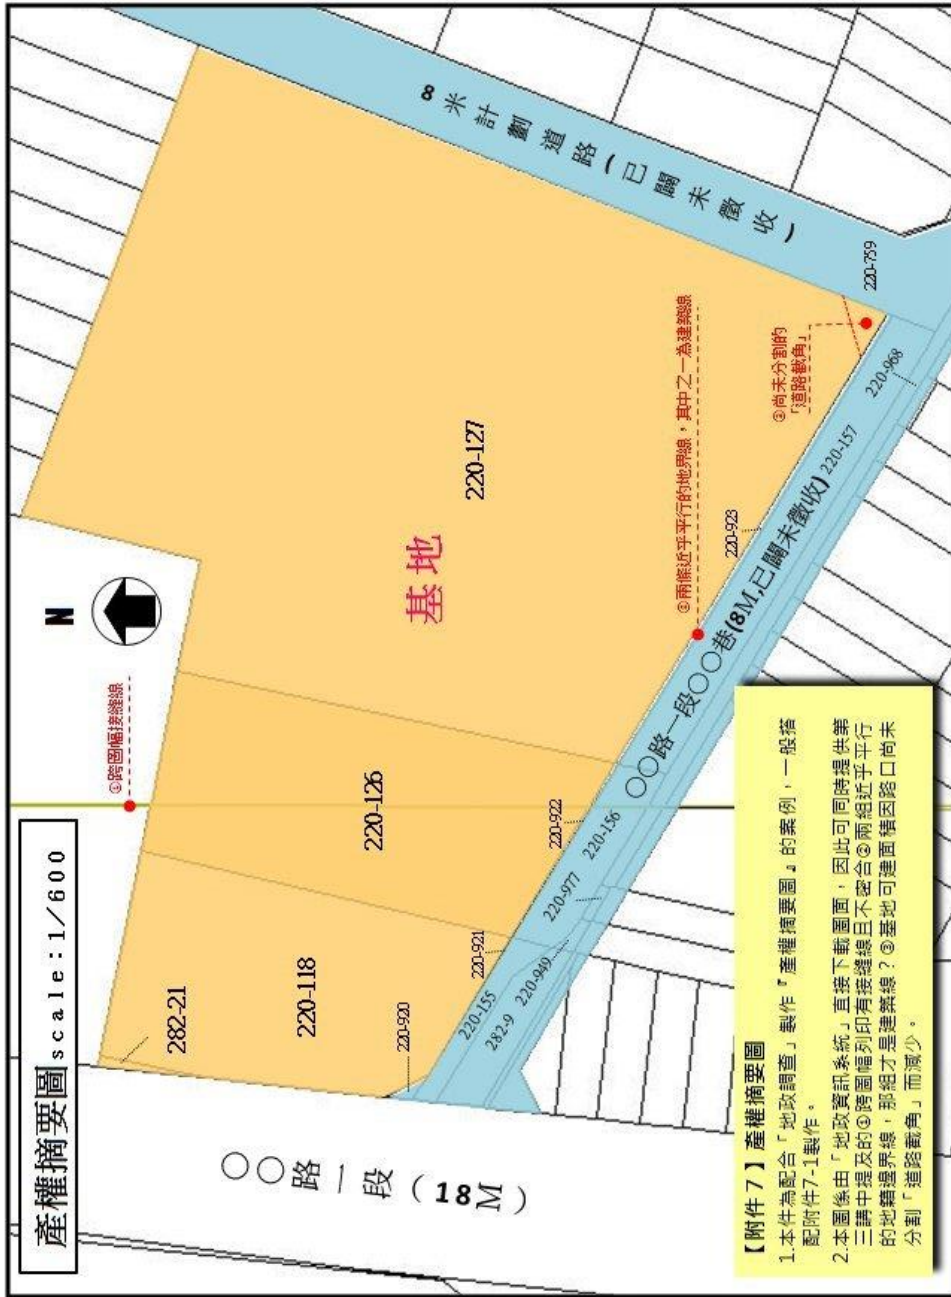 產權摘要圖 scale:1/600
①跨圖幅接縫線
N
282-21
220-118
220-126
基地
220-127
8米計劃道路(已闢未徵收)
220-920
220-921
220-922
220-923
②兩條近乎平行的地界線，其中之一為建築線
③尚未分割的
「道路截角」
220-759
〇〇路一段(18M)
220-155
282-9
220-949
220-977
220-156
〇〇路一段〇〇巷(8M,已闢未徵收)
220-157
220-968
【附件 7 】產權摘要圖
1.本件為配合「地政調查」製作『產權摘要圖』的案例，一般搭
配附件7-1製作。
2.本圖係由「地政資訊系統」直接下載圖面，因此可同時提供第
三講中提及的①跨圖幅列印有接縫線且不密合②兩組近乎平行
的地籍邊界線，那組才是建築線？③基地可建面積因路口尚未
分割「道路截角」而減少。